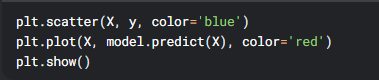 plt.scatter(X, y, color='blue')
plt.plot(X, model.predict(X), color='red')
plt.show()